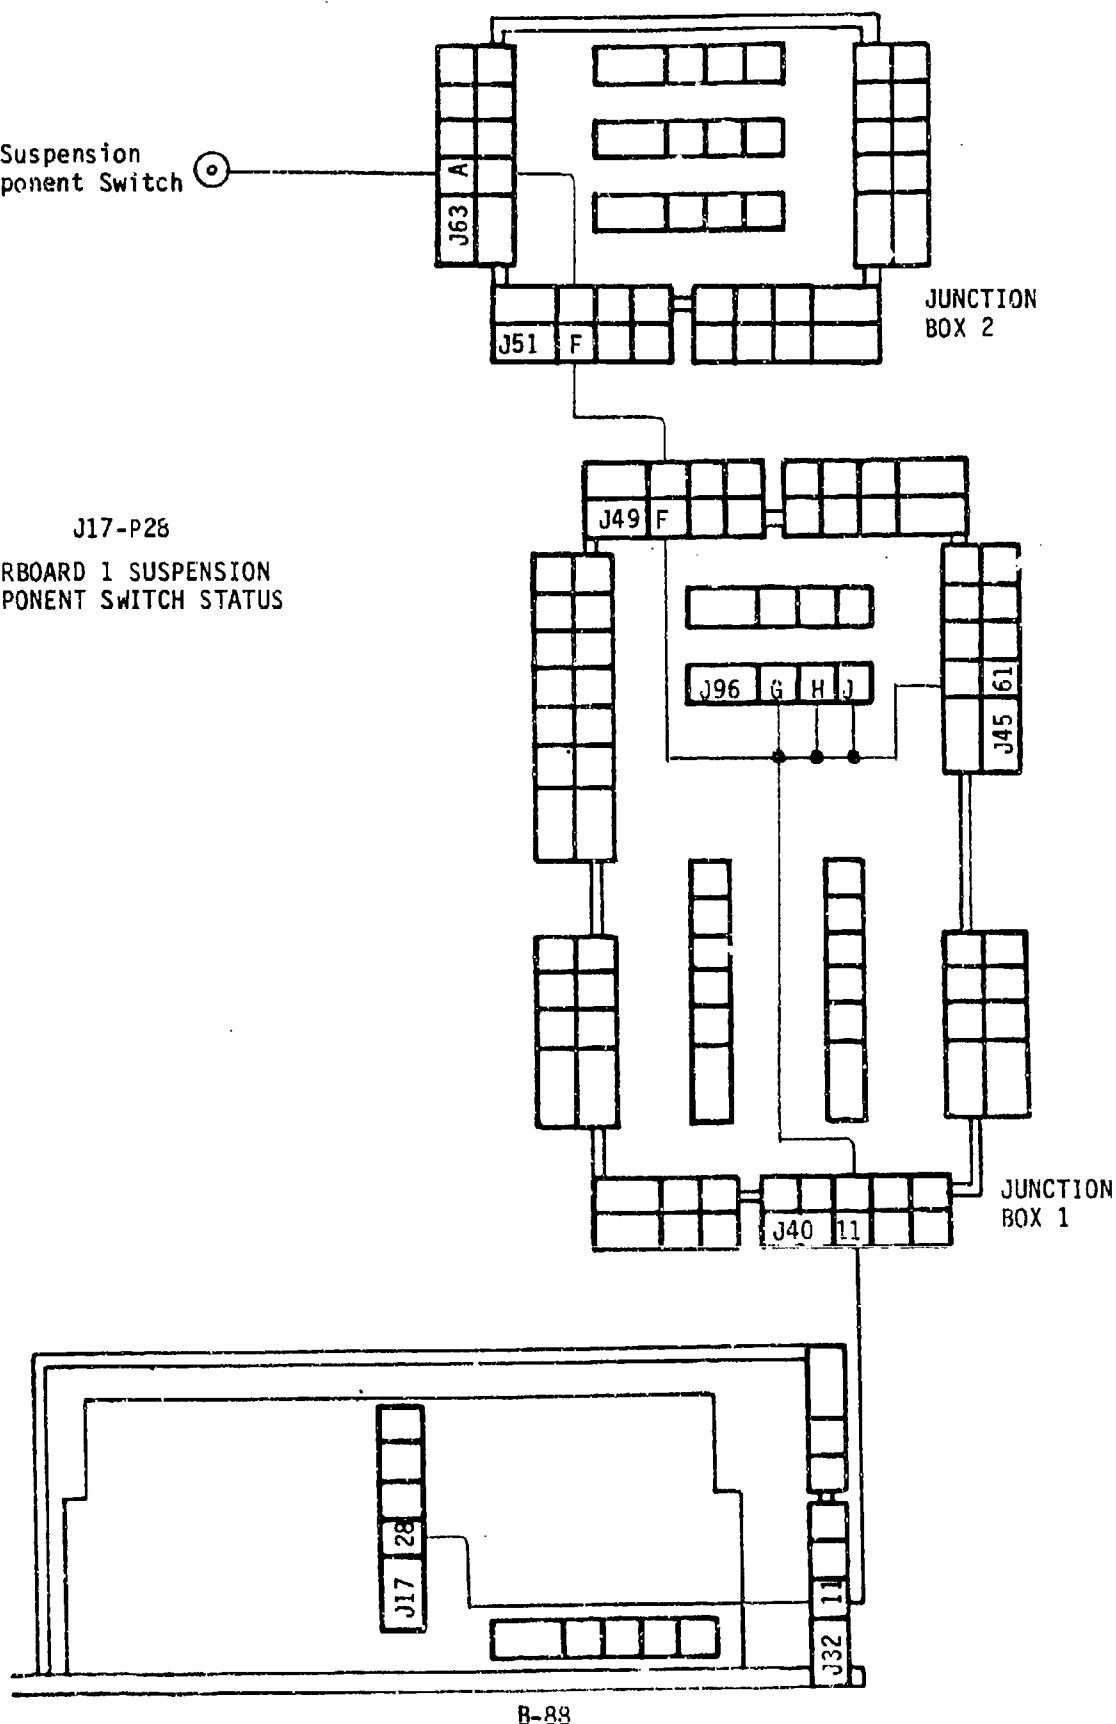 Suspension
ponent Switch
A
J63
JUNCTION
BOX 2
J51 F
J49 F
J17-P28
RBOARD 1 SUSPENSION
PONENT SWITCH STATUS
J96 G H J
61
J45
JUNCTION
BOX 1
J40 11
28
J17
11
J32
B-88